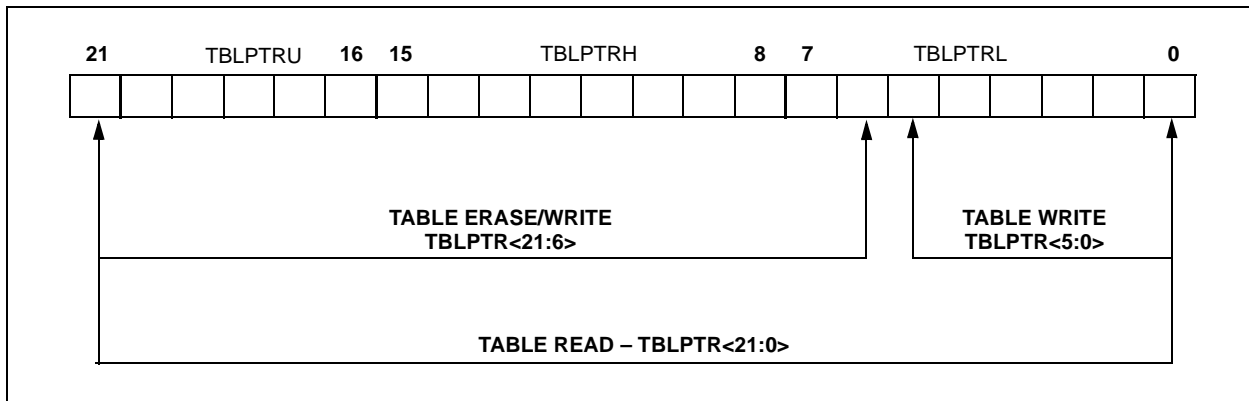 21 TBLPTRU 16 15 TBLPTRH 8 7 TBLPTRL 0
TABLE ERASE/WRITE
TBLPTR<21:6>
TABLE WRITE
TBLPTR<5:0>
TABLE READ – TBLPTR<21:0>